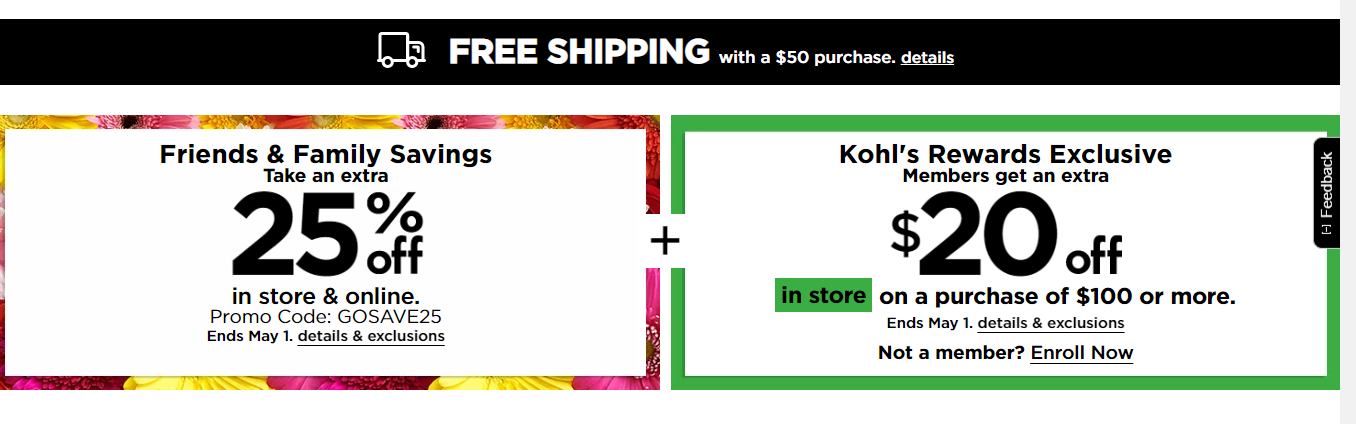 FREE SHIPPING with a $50 purchase. details
Friends & Family Savings
Take an extra
25% off
in store & online.
Promo Code: GOSAVE25
Ends May 1. details & exclusions
+
Kohl's Rewards Exclusive
Members get an extra
$20 off
in store on a purchase of $100 or more.
Ends May 1. details & exclusions
Not a member? Enroll Now
[-] Feedback